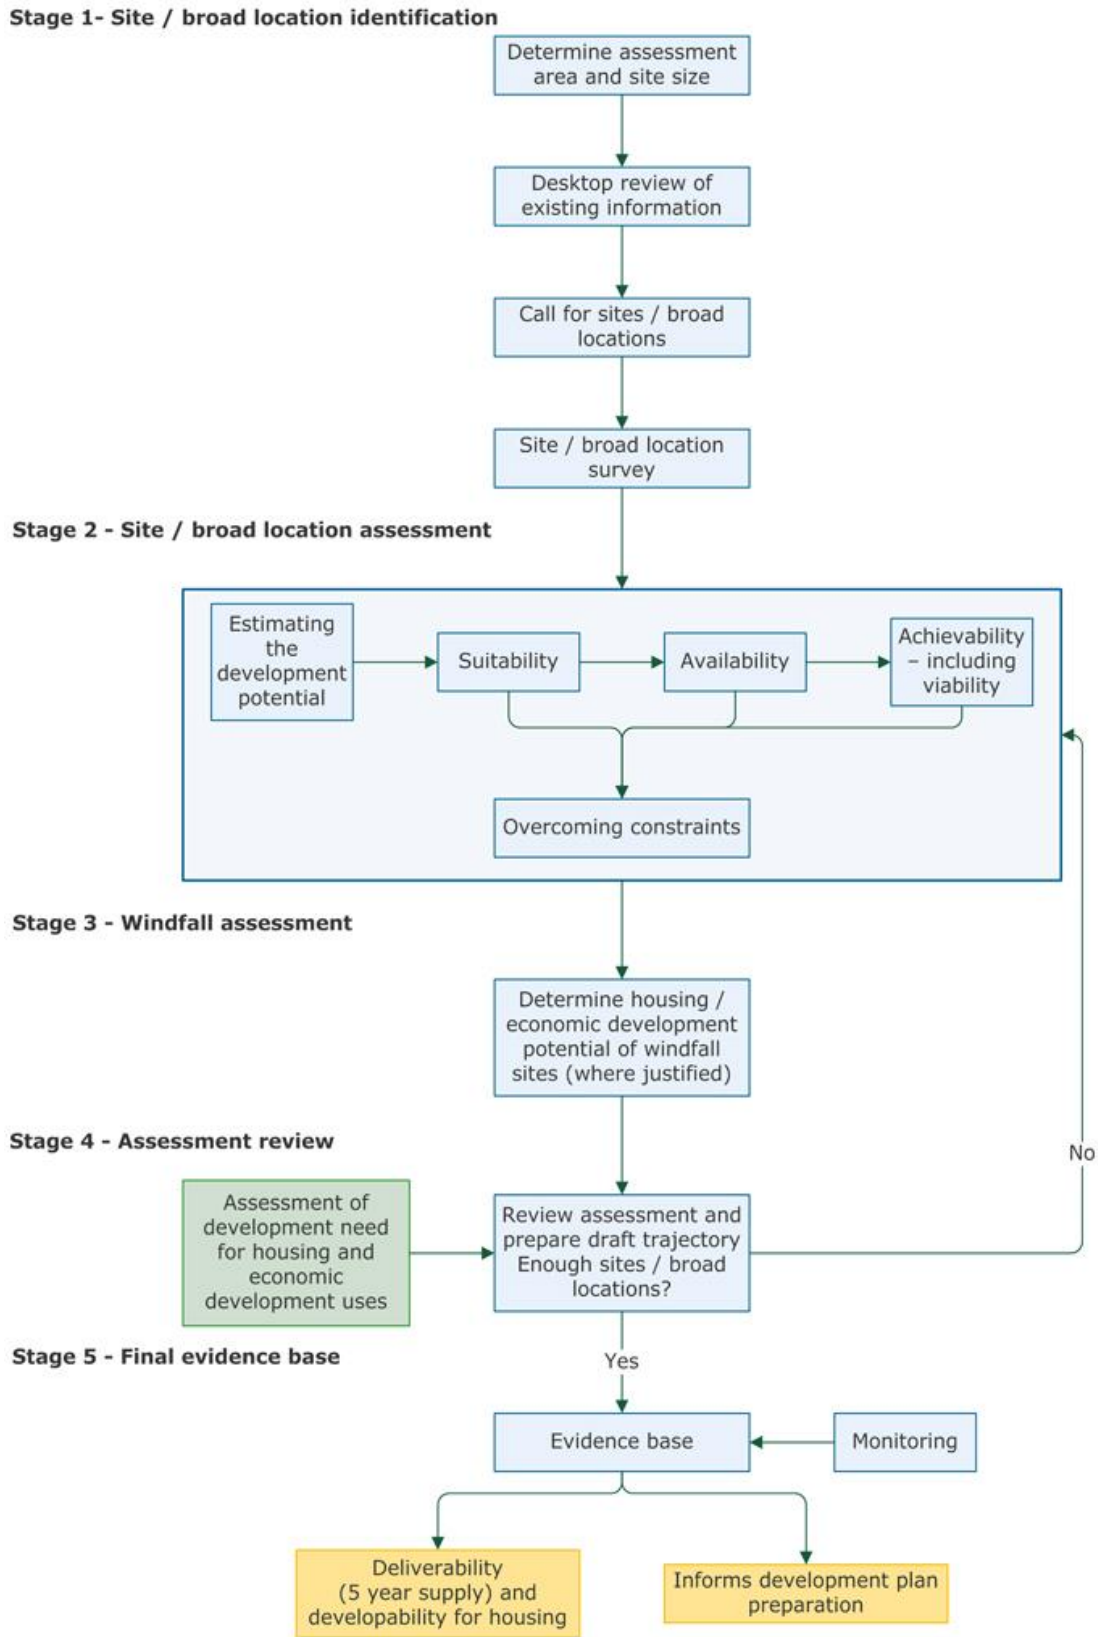 Stage 1- Site / broad location identification
Determine assessment
area and site size
Desktop review of
existing information
Call for sites / broad
locations
Site / broad location
survey
Stage 2 - Site / broad location assessment
Estimating
the
development
potential
Suitability
Availability
Achievability
– including
viability
Overcoming constraints
Stage 3 - Windfall assessment
Determine housing /
economic development
potential of windfall
sites (where justified)
Stage 4 - Assessment review
No
Assessment of
development need
for housing and
economic
development uses
Review assessment and
prepare draft trajectory
Enough sites / broad
locations?
Stage 5 - Final evidence base
Yes
Evidence base
Monitoring
Deliverability
(5 year supply) and
developability for housing
Informs development plan
preparation